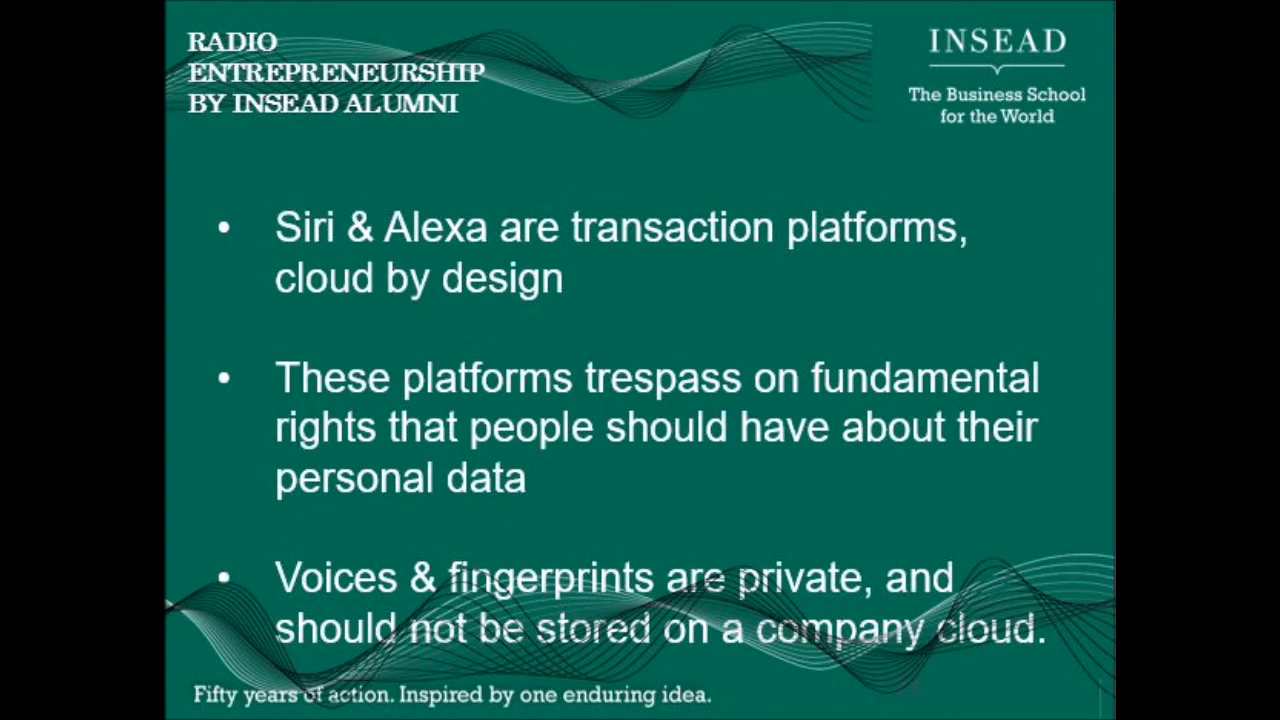 RADIO
ENTREPRENEURSHIP
BY INSEAD ALUMNI
INSEAD
The Business School
for the World
• Siri & Alexa are transaction platforms,
cloud by design
• These platforms trespass on fundamental
rights that people should have about their
personal data
• Voices & fingerprints are private, and
should not be stored on a company cloud.
Fifty years of action. Inspired by one enduring idea.